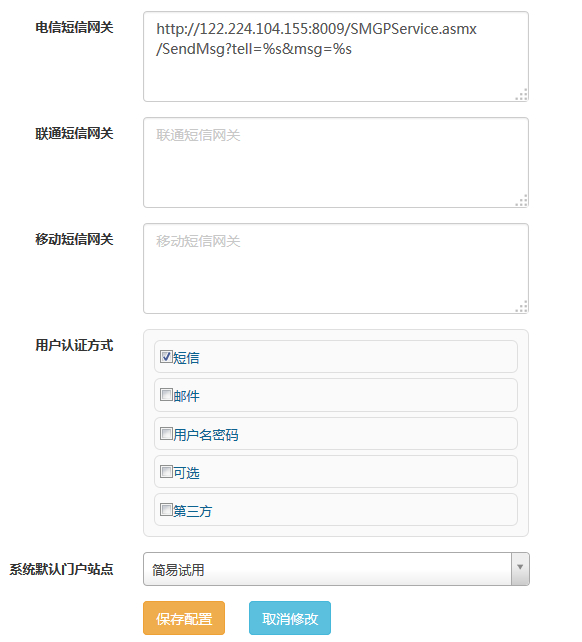 电信短信网关
http://122.224.104.155:8009/SMGPService.asmx
/SendMsg?tell=%s&msg=%s
联通短信网关
联通短信网关
移动短信网关
移动短信网关
用户认证方式
短信
邮件
用户名密码
可选
第三方
系统默认门户站点
简易试用
保存配置
取消修改